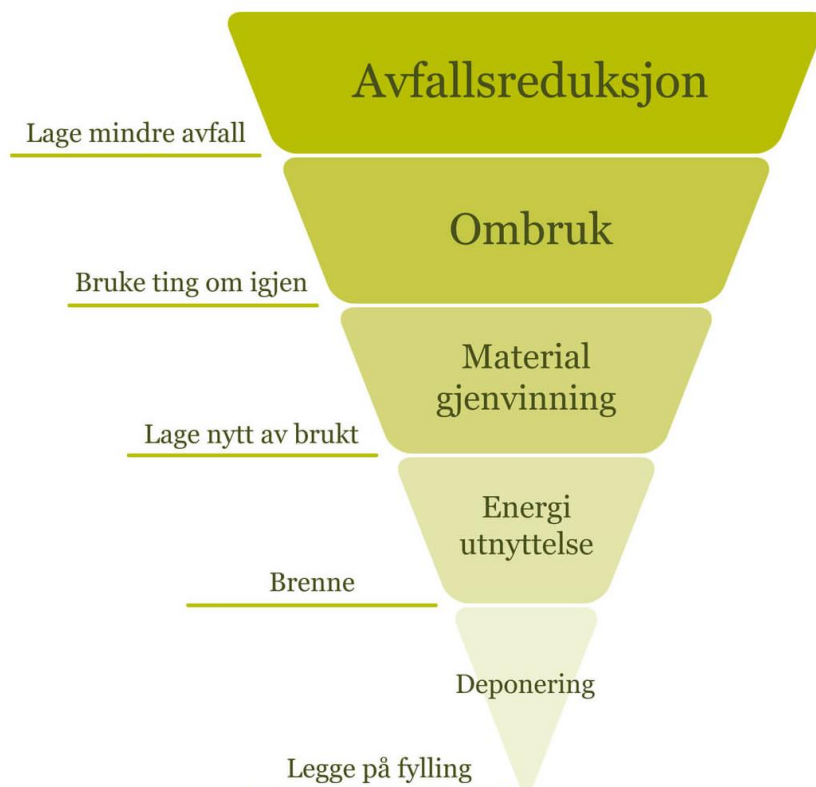 Avfallsreduksjon
Lage mindre avfall
Ombruk
Bruke ting om igjen
Material
gjenvinning
Lage nytt av brukt
Energi
utnyttelse
Brenne
Deponering
Legge på fylling